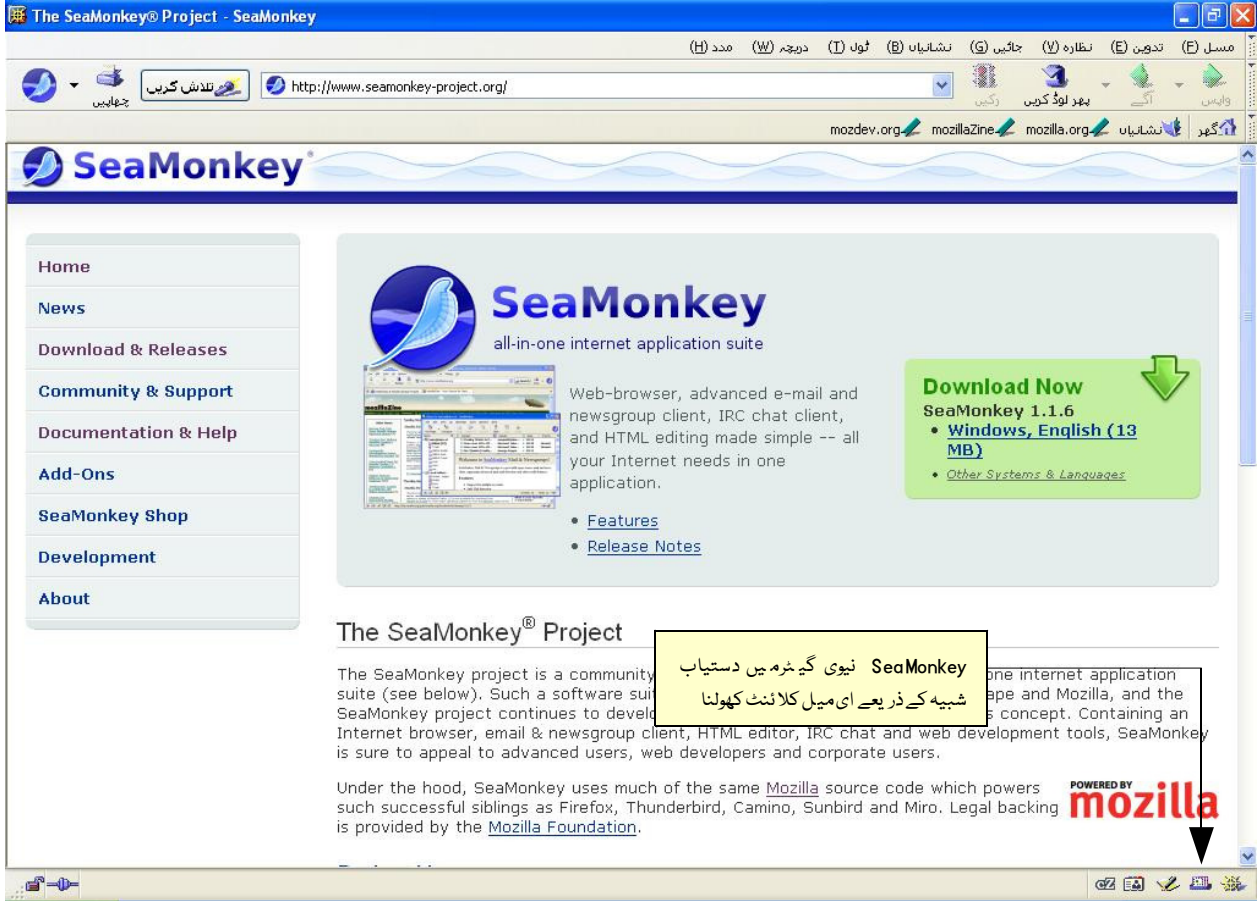 The SeaMonkey® Project - SeaMonkey
مسل (F) تدوین (E) نظارہ (V) جائیں (G) نشانیاں (B) ٹول (T) دریچہ (W) مدد (H)
واپس آگے پھر لوڈ کریں رکیں http://www.seamonkey-project.org/ تلاش کریں چھاپیں
گھر نشانیاں mozilla.org mozillaZine mozdev.org
SeaMonkey®
Home
News
Download & Releases
Community & Support
Documentation & Help
Add-Ons
SeaMonkey Shop
Development
About
SeaMonkey
all-in-one internet application suite
Web-browser, advanced e-mail and
newsgroup client, IRC chat client,
and HTML editing made simple -- all
your Internet needs in one
application.
• Features
• Release Notes
Download Now
SeaMonkey 1.1.6
• Windows, English (13
MB)
• Other Systems & Languages
The SeaMonkey® Project
SeaMonkey نیوی گیٹر میں دستیاب
شبیہ کے ذریعے ای میل کلائنٹ کھولنا
The SeaMonkey project is a community one internet application
suite (see below). Such a software sui ape and Mozilla, and the
SeaMonkey project continues to develo s concept. Containing an
Internet browser, email & newsgroup client, HTML editor, IRC chat and web development tools, SeaMonkey
is sure to appeal to advanced users, web developers and corporate users.
Under the hood, SeaMonkey uses much of the same Mozilla source code which powers
such successful siblings as Firefox, Thunderbird, Camino, Sunbird and Miro. Legal backing
is provided by the Mozilla Foundation.
POWERED BY
mozilla